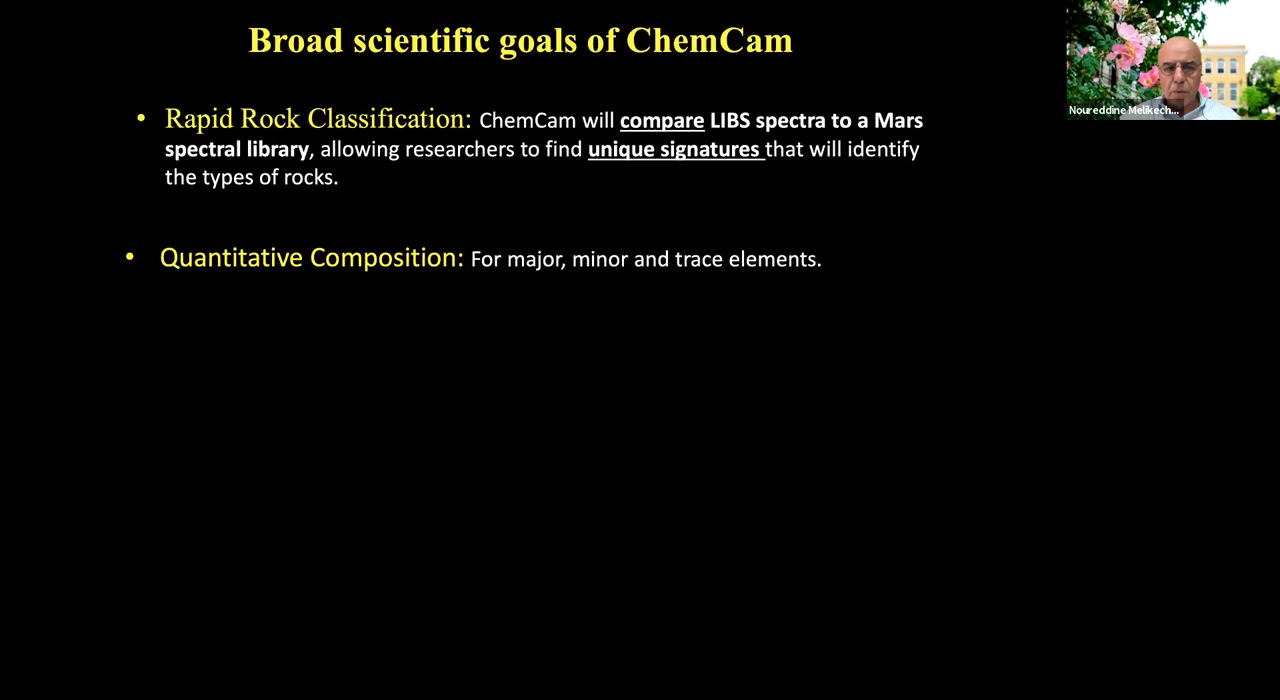 Broad scientific goals of ChemCam
• Rapid Rock Classification: ChemCam will compare LIBS spectra to a Mars
spectral library, allowing researchers to find unique signatures that will identify
the types of rocks.
• Quantitative Composition: For major, minor and trace elements.
Noureddine Melikech...